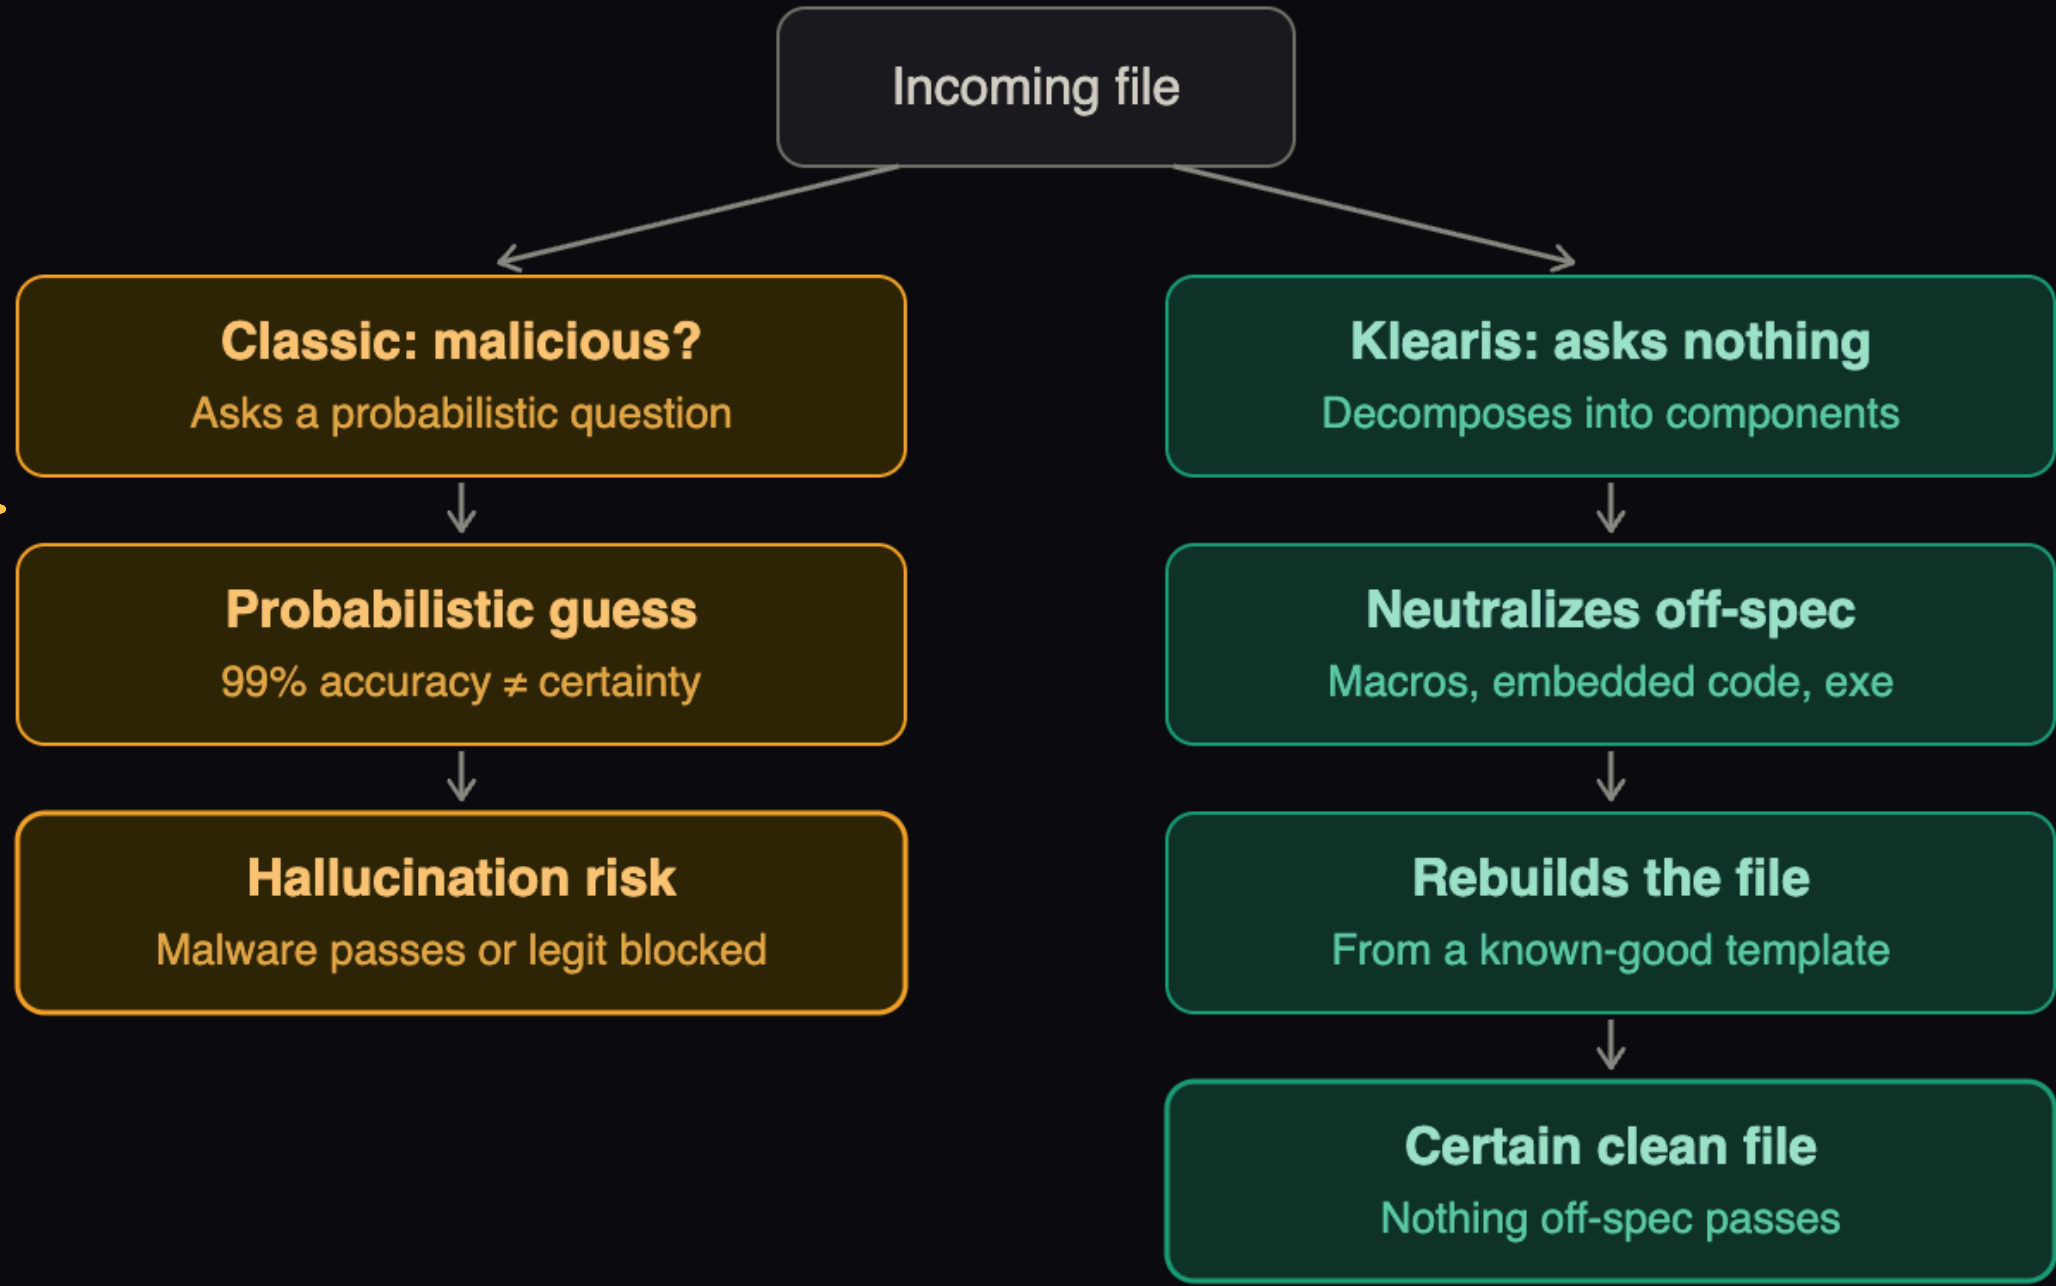 Incoming file
Classic: malicious?
Asks a probabilistic question
Probabilistic guess
99% accuracy ≠ certainty
Hallucination risk
Malware passes or legit blocked
Klearis: asks nothing
Decomposes into components
Neutralizes off-spec
Macros, embedded code, exe
Rebuilds the file
From a known-good template
Certain clean file
Nothing off-spec passes